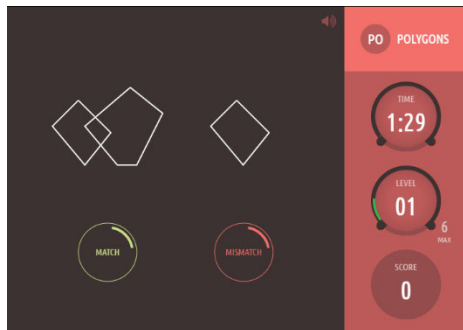 PO POLYGONS
TIME
1:29
LEVEL
01
6
MAX
MATCH
MISMATCH
SCORE
0